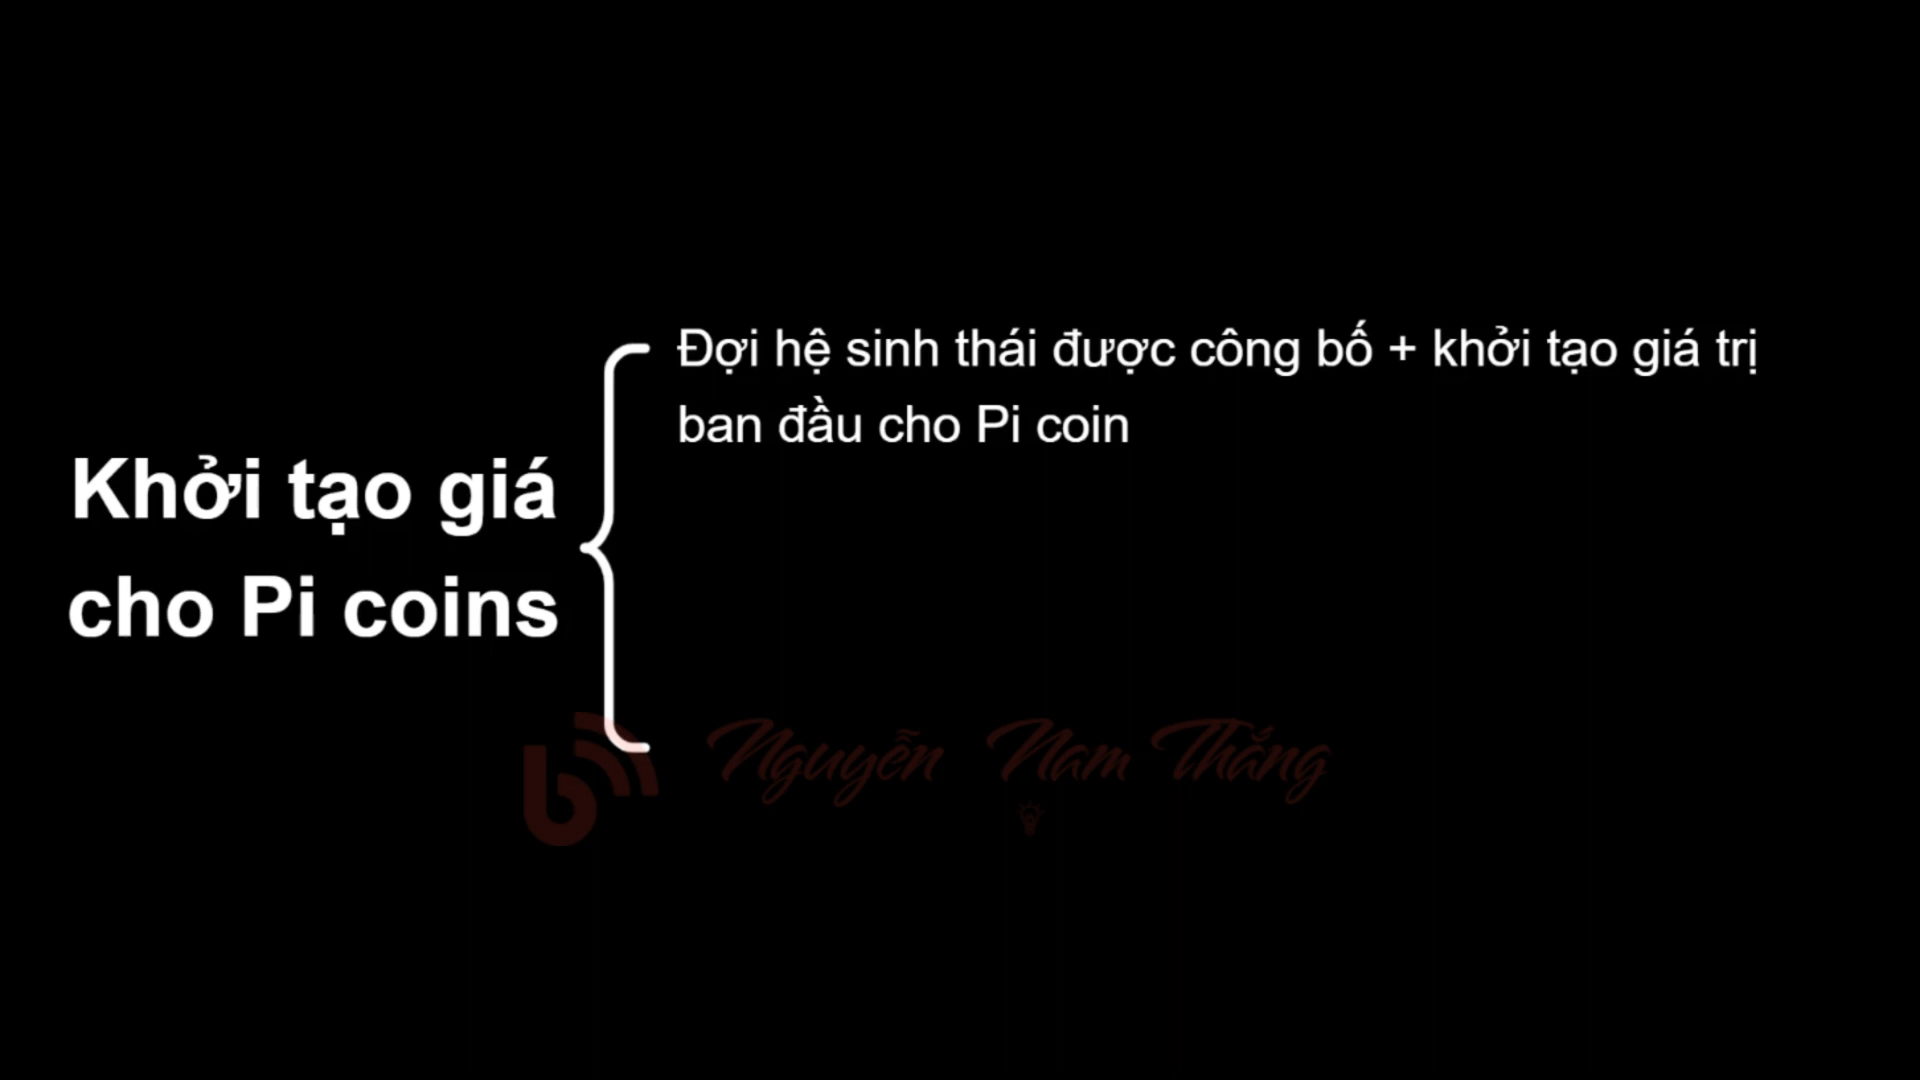 Khởi tạo giá
cho Pi coins
Đợi hệ sinh thái được công bố + khởi tạo giá trị
ban đầu cho Pi coin
Nguyễn Nam Thắng